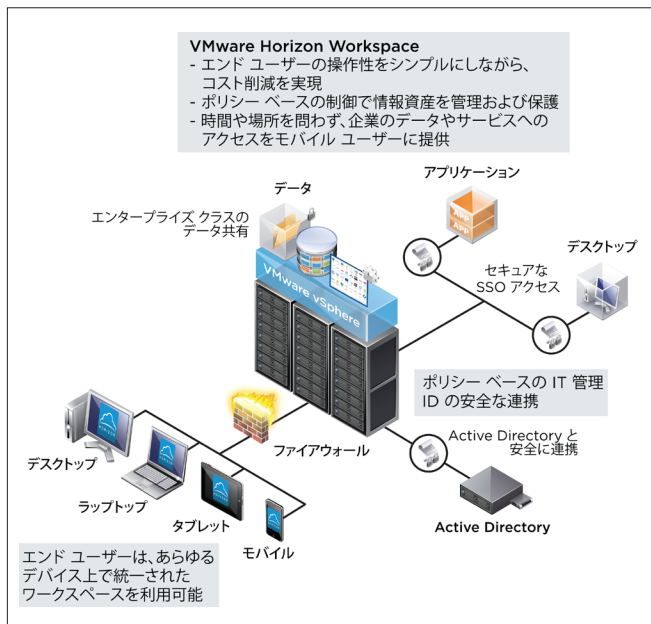 VMware Horizon Workspace
- エンド ユーザーの操作性をシンプルにしながら、
コスト削減を実現
- ポリシー ベースの制御で情報資産を管理および保護
- 時間や場所を問わず、企業のデータやサービスへの
アクセスをモバイル ユーザーに提供
データ
エンタープライズ クラスの
データ共有
アプリケーション
APP
APP
デスクトップ
セキュアな
SSO アクセス
VMware vSphere
ポリシー ベースの IT 管理
ID の安全な連携
ファイアウォール
Active Directory と
安全に連携
Active Directory
デスクトップ
ラップトップ
タブレット
モバイル
エンド ユーザーは、あらゆる
デバイス上で統一された
ワークスペースを利用可能